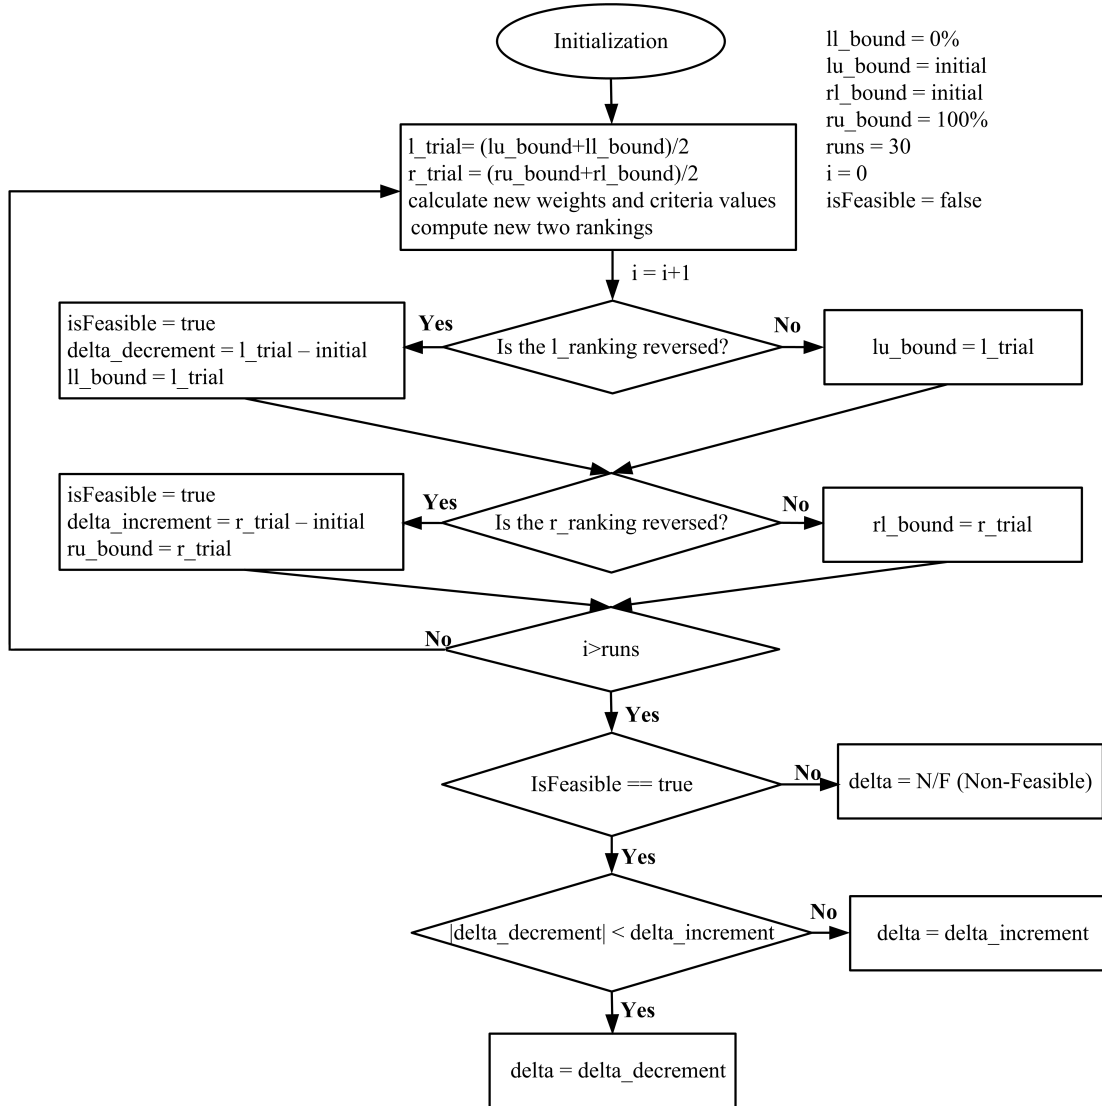 Initialization
ll_bound = 0%
lu_bound = initial
rl_bound = initial
ru_bound = 100%
runs = 30
i = 0
isFeasible = false
l_trial= (lu_bound+ll_bound)/2
r_trial = (ru_bound+rl_bound)/2
calculate new weights and criteria values
compute new two rankings
i = i+1
isFeasible = true
delta_decrement = l_trial – initial
ll_bound = l_trial
Yes
Is the l_ranking reversed?
No
lu_bound = l_trial
isFeasible = true
delta_increment = r_trial – initial
ru_bound = r_trial
Yes
Is the r_ranking reversed?
No
rl_bound = r_trial
No
i>runs
Yes
IsFeasible == true
No
delta = N/F (Non-Feasible)
Yes
|delta_decrement| < delta_increment
No
delta = delta_increment
Yes
delta = delta_decrement